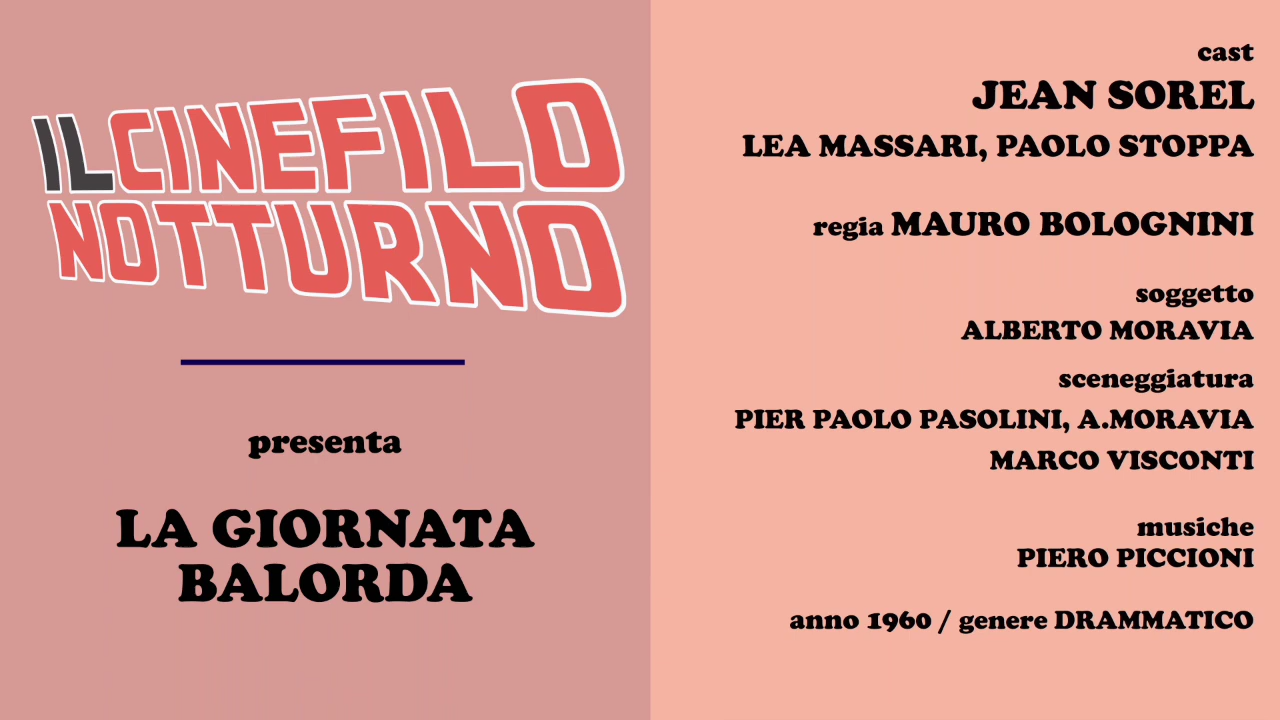 IL CINEFILO
NOTTURNO
presenta
LA GIORNATA
BALORDA
cast
JEAN SOREL
LEA MASSARI, PAOLO STOPPA
regia MAURO BOLOGNINI
soggetto
ALBERTO MORAVIA
sceneggiatura
PIER PAOLO PASOLINI, A.MORAVIA
MARCO VISCONTI
musiche
PIERO PICCIONI
anno 1960 / genere DRAMMATICO